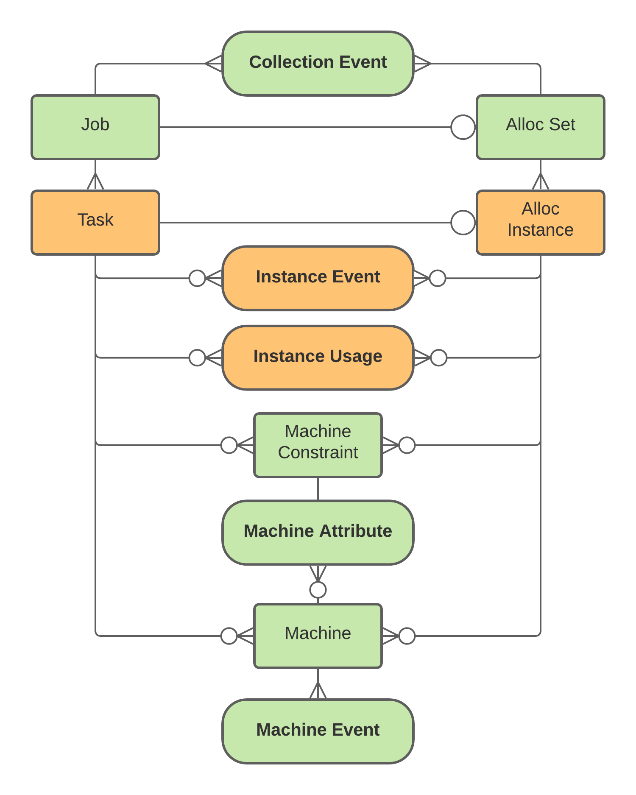 Collection Event
Job
Alloc Set
Task
Alloc
Instance
Instance Event
Instance Usage
Machine
Constraint
Machine Attribute
Machine
Machine Event